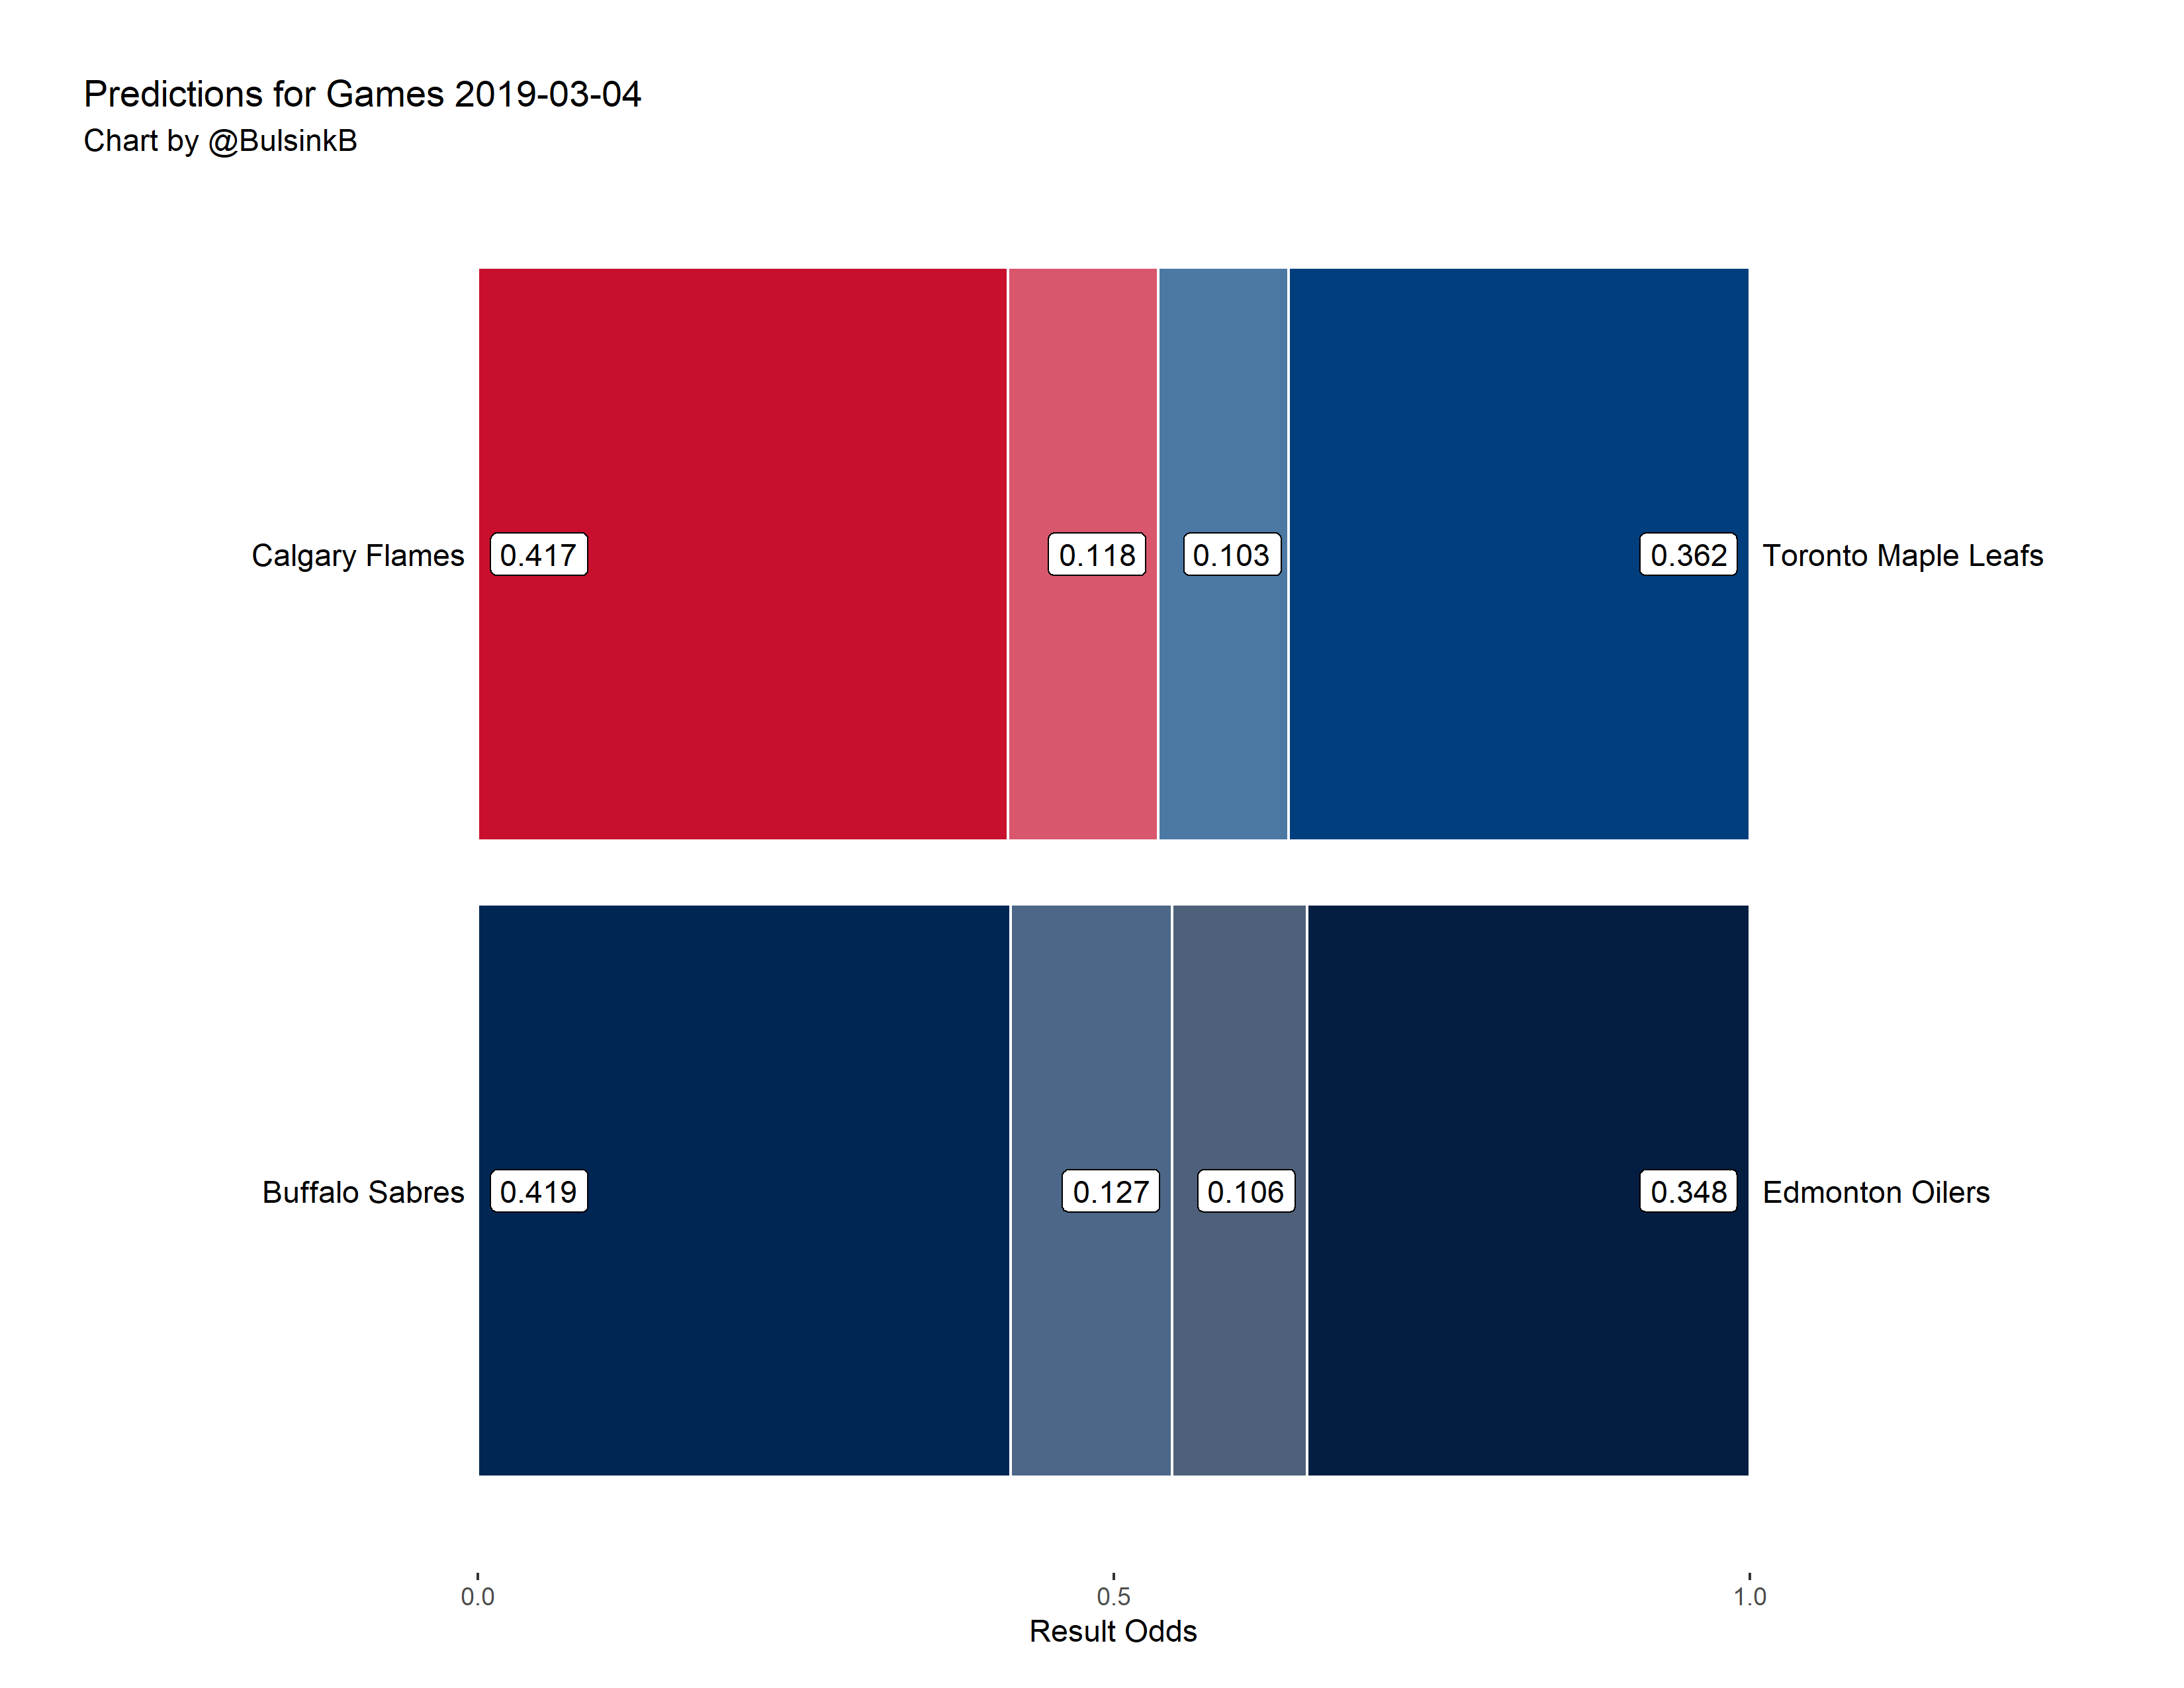 Predictions for Games 2019-03-04
Chart by @BulsinkB
Calgary Flames 0.417 0.118 0.103 0.362 Toronto Maple Leafs
Buffalo Sabres 0.419 0.127 0.106 0.348 Edmonton Oilers
0.0 0.5 1.0
Result Odds